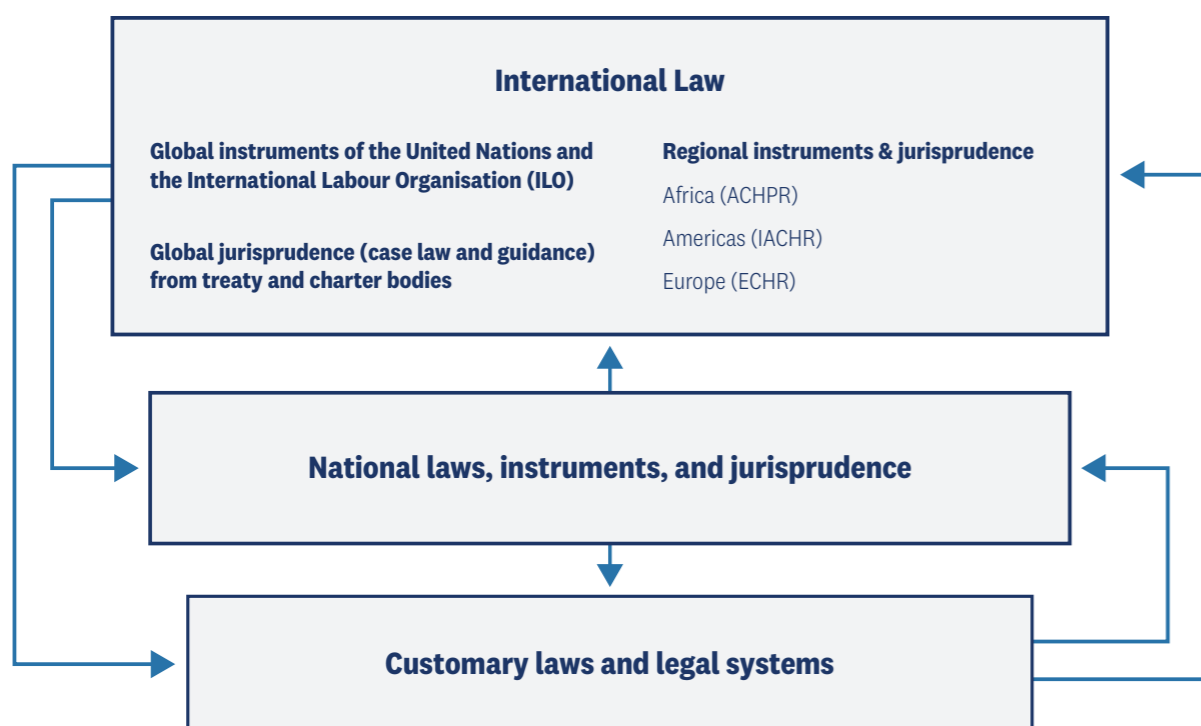 International Law
Global instruments of the United Nations and
the International Labour Organisation (ILO)
Global jurisprudence (case law and guidance)
from treaty and charter bodies
Regional instruments & jurisprudence
Africa (ACHPR)
Americas (IACHR)
Europe (ECHR)
National laws, instruments, and jurisprudence
Customary laws and legal systems